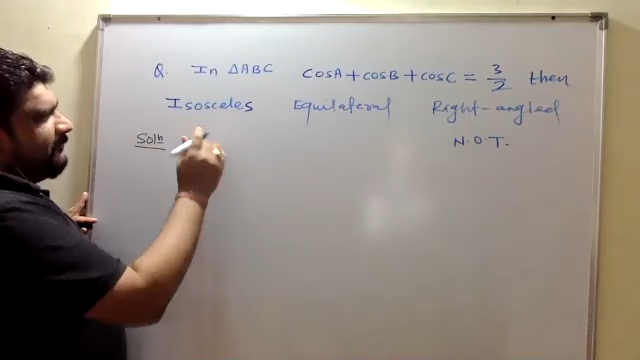 Q. In ΔABC cosA + cosB + cosC = 3/2 then
Isosceles Equilateral Right-angled
Solⁿ N.O.T.